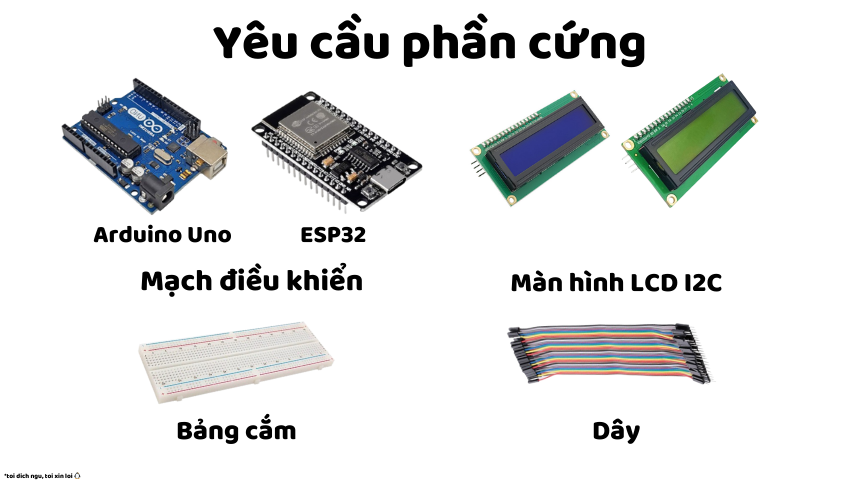 Yêu cầu phần cứng
Arduino Uno
ESP32
Mạch điều khiển
Màn hình LCD I2C
Bảng cắm
Dây
*toi dich ngu, toi xin loi